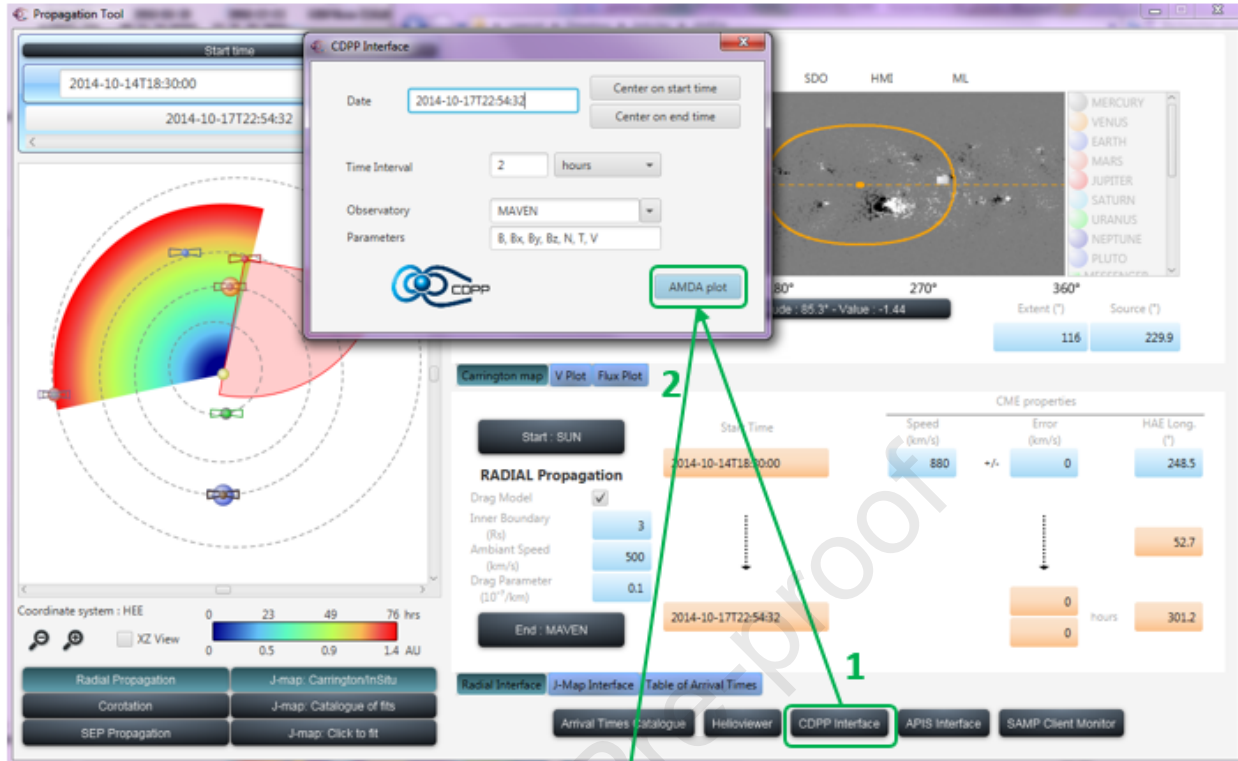 Propagation Tool
Start time
2014-10-14T18:30:00
2014-10-17T22:54:32
CDPP Interface
Date
2014-10-17T22:54:32
Center on start time
Center on end time
Time Interval
2
hours
Observatory
MAVEN
Parameters
B, Bx, By, Bz, N, T, V
CDPP
AMDA plot
SDO HMI ML
MERCURY
VENUS
EARTH
MARS
JUPITER
SATURN
URANUS
NEPTUNE
PLUTO
80° 270° 360°
ude : 85.3° - Value : -1.44
Extent (°) Source (°)
116 229.9
2
Carrington map V Plot Flux Plot
Start : SUN
RADIAL Propagation
Drag Model
Inner Boundary
(Rs)
3
Ambiant Speed
(km/s)
500
Drag Parameter
(10⁻⁷/km)
0.1
End : MAVEN
Start Time
2014-10-14T18:30:00
2014-10-17T22:54:32
CME properties
Speed
(km/s)
Error
(km/s)
HAE Long.
(°)
880 +/- 0 248.5
52.7
0
hours
301.2
0
Coordinate system : HEE
0 23 49 76 hrs
XZ View
0 0.5 0.9 1.4 AU
1
Radial Propagation
J-map: Carrington/InSitu
Corotation
J-map: Catalogue of fits
SEP Propagation
J-map: Click to fit
Radial Interface J-Map Interface Table of Arrival Times
Arrival Times Catalogue
Helioviewer
CDPP Interface
APIS Interface
SAMP Client Monitor
Pre-proof